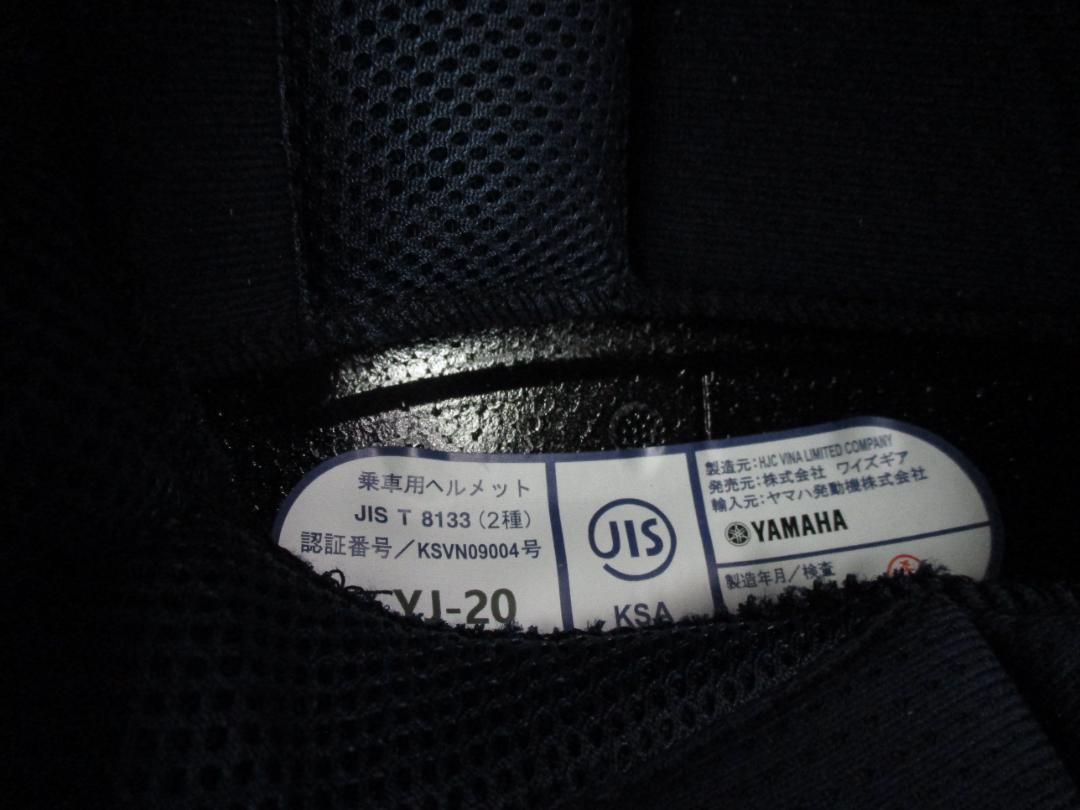 乗車用ヘルメット
JIS T 8133（2種）
認証番号／KSVN09004号
YJ-20
JIS
KSA
製造元：HJC VINA LIMITED COMPANY
発売元：株式会社 ワイズギア
輸入元：ヤマハ発動機株式会社
YAMAHA
製造年月／検査